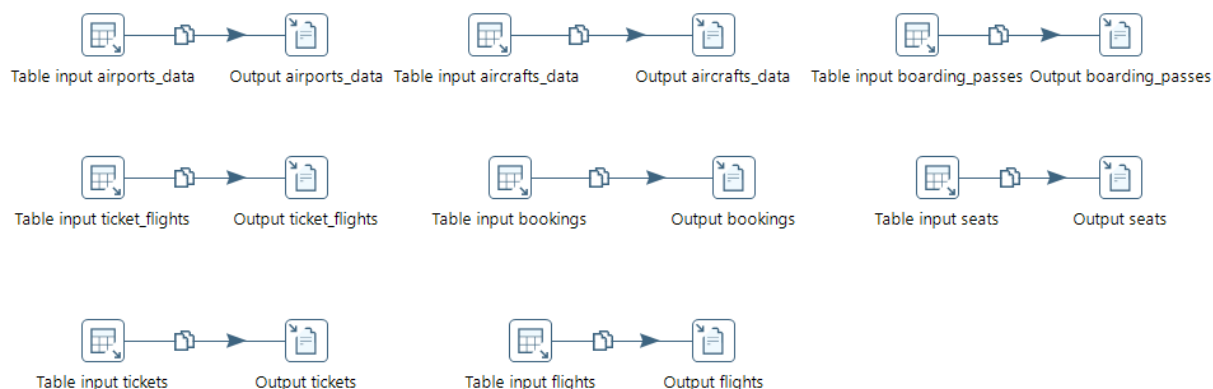 Table input airports_data
Output airports_data
Table input aircrafts_data
Output aircrafts_data
Table input boarding_passes
Output boarding_passes
Table input ticket_flights
Output ticket_flights
Table input bookings
Output bookings
Table input seats
Output seats
Table input tickets
Output tickets
Table input flights
Output flights